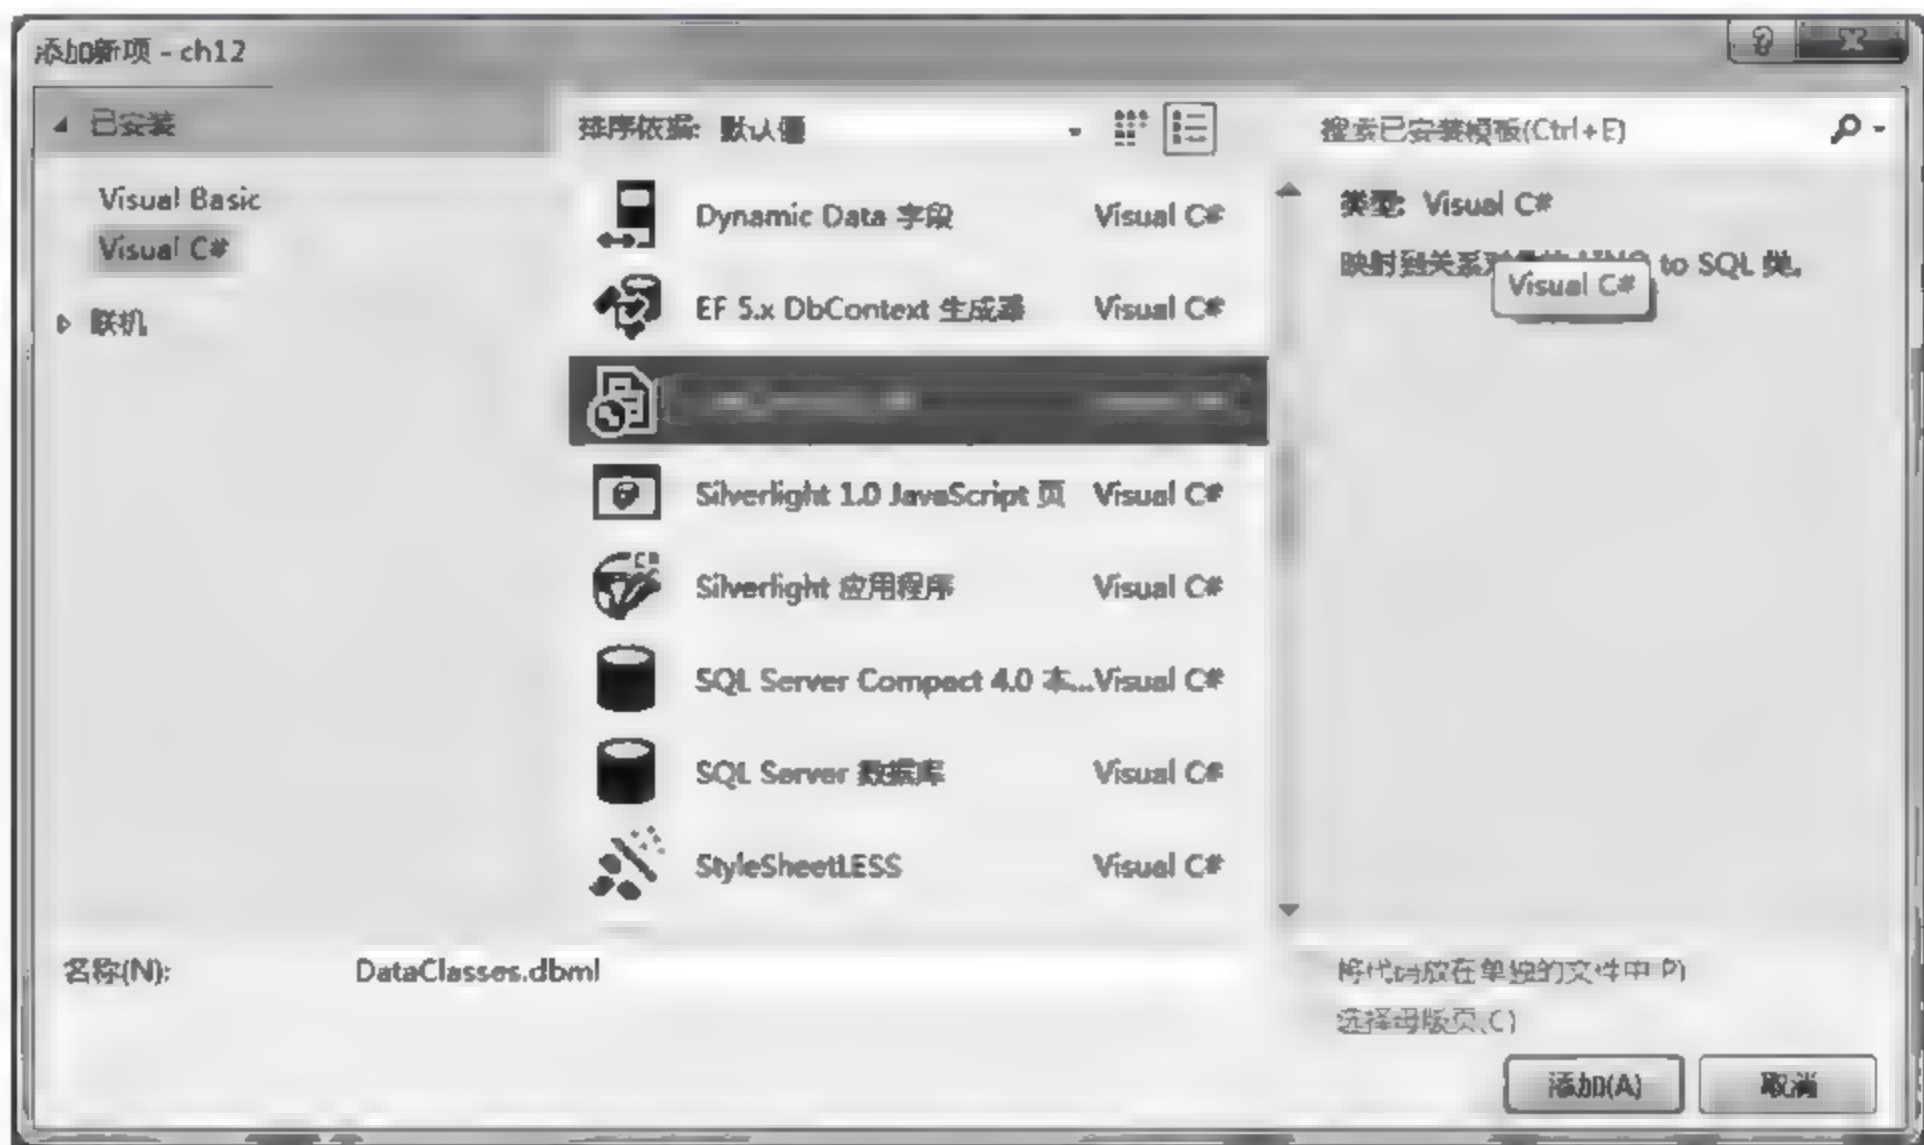 添加新项 - ch12
已安装
Visual Basic
Visual C#
联机
排序依据: 默认值
Dynamic Data 字段 Visual C#
EF 5.x DbContext 生成器 Visual C#
Silverlight 1.0 JavaScript 页 Visual C#
Silverlight 应用程序 Visual C#
SQL Server Compact 4.0 本... Visual C#
SQL Server 数据库 Visual C#
StyleSheetLESS Visual C#
搜索已安装模板(Ctrl+E)
类型: Visual C#
映射到关系 to SQL 类。
Visual C#
名称(N): DataClasses.dbml
将代码放在单独的文件中(P)
选择母版页(C)
添加(A) 取消